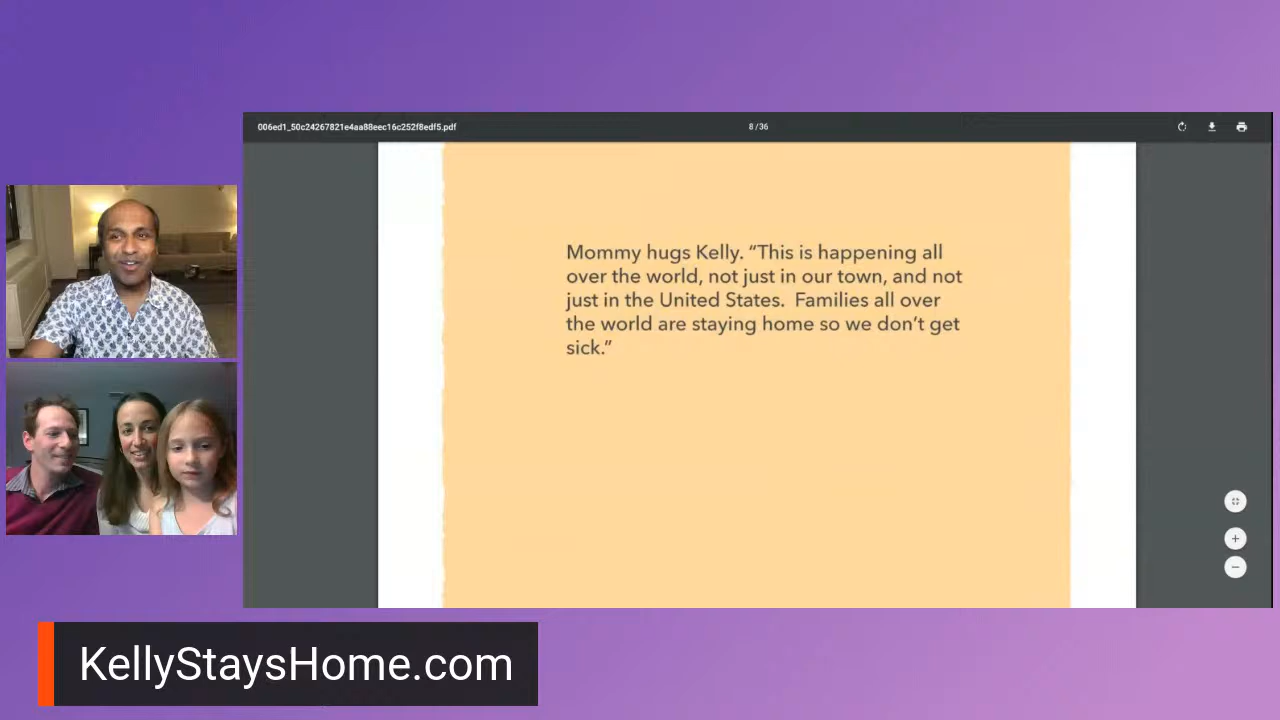 006ed1_50c24267821e4aa88eec16c252f8edf5.pdf
8 / 36
Mommy hugs Kelly. “This is happening all
over the world, not just in our town, and not
just in the United States.  Families all over
the world are staying home so we don’t get
sick.”
KellyStaysHome.com